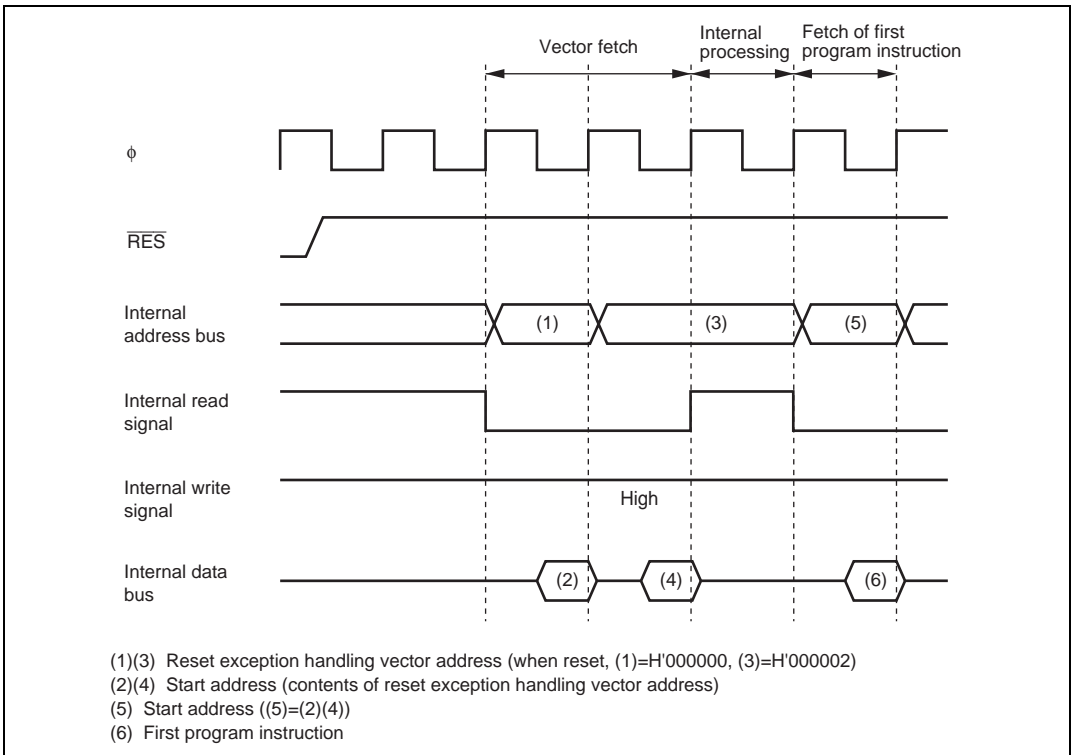 Vector fetch
Internal
processing
Fetch of first
program instruction
φ
RES
Internal
address bus
(1)
(3)
(5)
Internal read
signal
Internal write
signal
High
Internal data
bus
(2)
(4)
(6)
(1)(3) Reset exception handling vector address (when reset, (1)=H'000000, (3)=H'000002)
(2)(4) Start address (contents of reset exception handling vector address)
(5) Start address ((5)=(2)(4))
(6) First program instruction